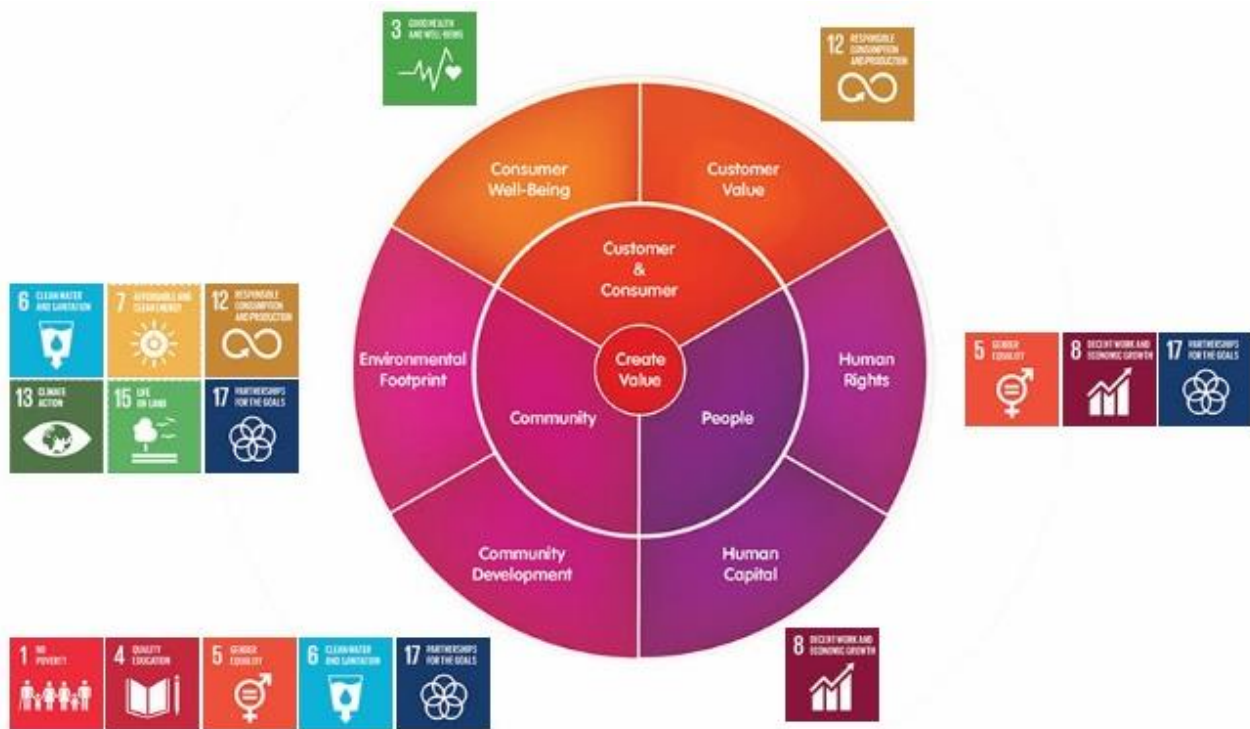 3 GOOD HEALTH
AND WELL-BEING
12 RESPONSIBLE
CONSUMPTION
AND PRODUCTION
Consumer
Well-Being
Customer
Value
Customer
&
Consumer
6 CLEAN WATER
AND SANITATION
7 AFFORDABLE AND
CLEAN ENERGY
12 RESPONSIBLE
CONSUMPTION
AND PRODUCTION
13 CLIMATE
ACTION
15 LIFE
ON LAND
17 PARTNERSHIPS
FOR THE GOALS
Environmental
Footprint
Create
Value
Human
Rights
Community
People
5 GENDER
EQUALITY
8 DECENT WORK AND
ECONOMIC GROWTH
17 PARTNERSHIPS
FOR THE GOALS
Community
Development
Human
Capital
1 NO
POVERTY
4 QUALITY
EDUCATION
5 GENDER
EQUALITY
6 CLEAN WATER
AND SANITATION
17 PARTNERSHIPS
FOR THE GOALS
8 DECENT WORK AND
ECONOMIC GROWTH